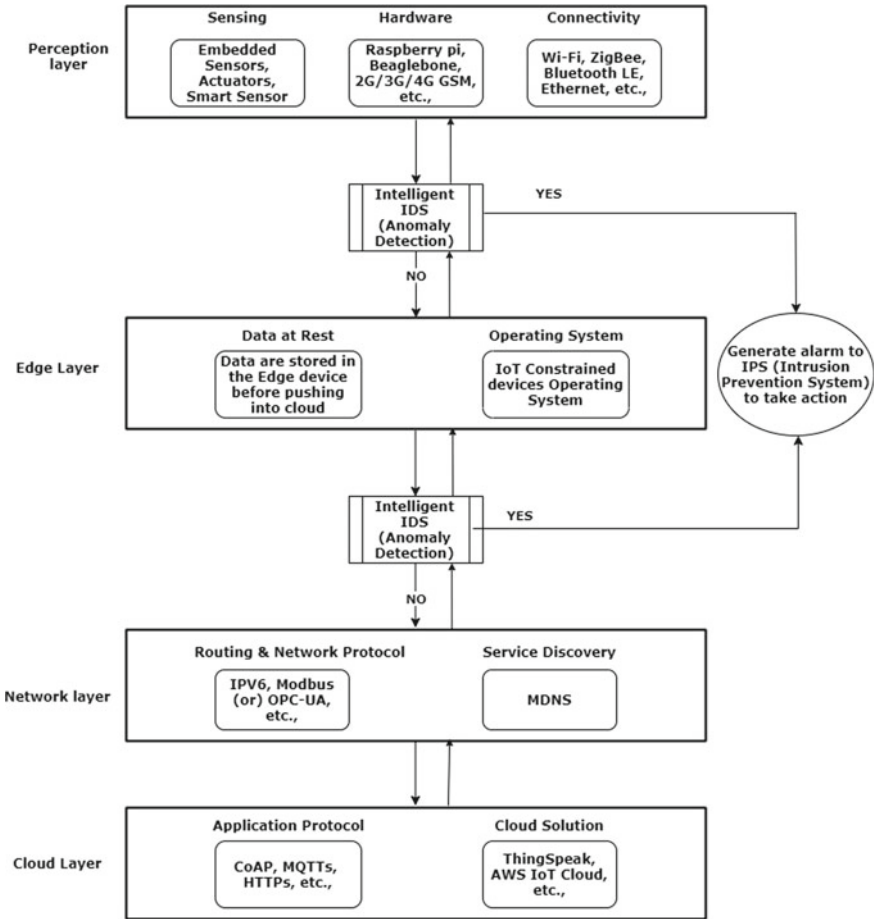 Sensing
Hardware
Connectivity
Perception
layer
Embedded
Sensors,
Actuators,
Smart Sensor
Raspberry pi,
Beaglebone,
2G/3G/4G GSM,
etc.,
Wi-Fi, ZigBee,
Bluetooth LE,
Ethernet, etc.,
Intelligent
IDS
(Anomaly
Detection)
YES
NO
Data at Rest
Operating System
Edge Layer
Data are stored in
the Edge device
before pushing
into cloud
IoT Constrained
devices Operating
System
Generate alarm to
IPS (Intrusion
Prevention System)
to take action
Intelligent
IDS
(Anomaly
Detection)
YES
NO
Routing & Network Protocol
Service Discovery
Network layer
IPV6, Modbus
(or) OPC-UA,
etc.,
MDNS
Application Protocol
Cloud Solution
Cloud Layer
CoAP, MQTTs,
HTTPs, etc.,
ThingSpeak,
AWS IoT Cloud,
etc.,